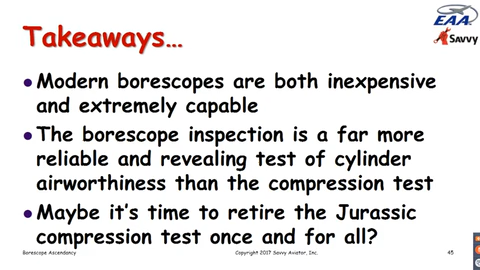 Takeaways…
EAA
SAVVY
● Modern borescopes are both inexpensive
and extremely capable
● The borescope inspection is a far more
reliable and revealing test of cylinder
airworthiness than the compression test
● Maybe it's time to retire the Jurassic
compression test once and for all?
Borescope Ascendancy Copyright 2017 Savvy Aviator, Inc. 45